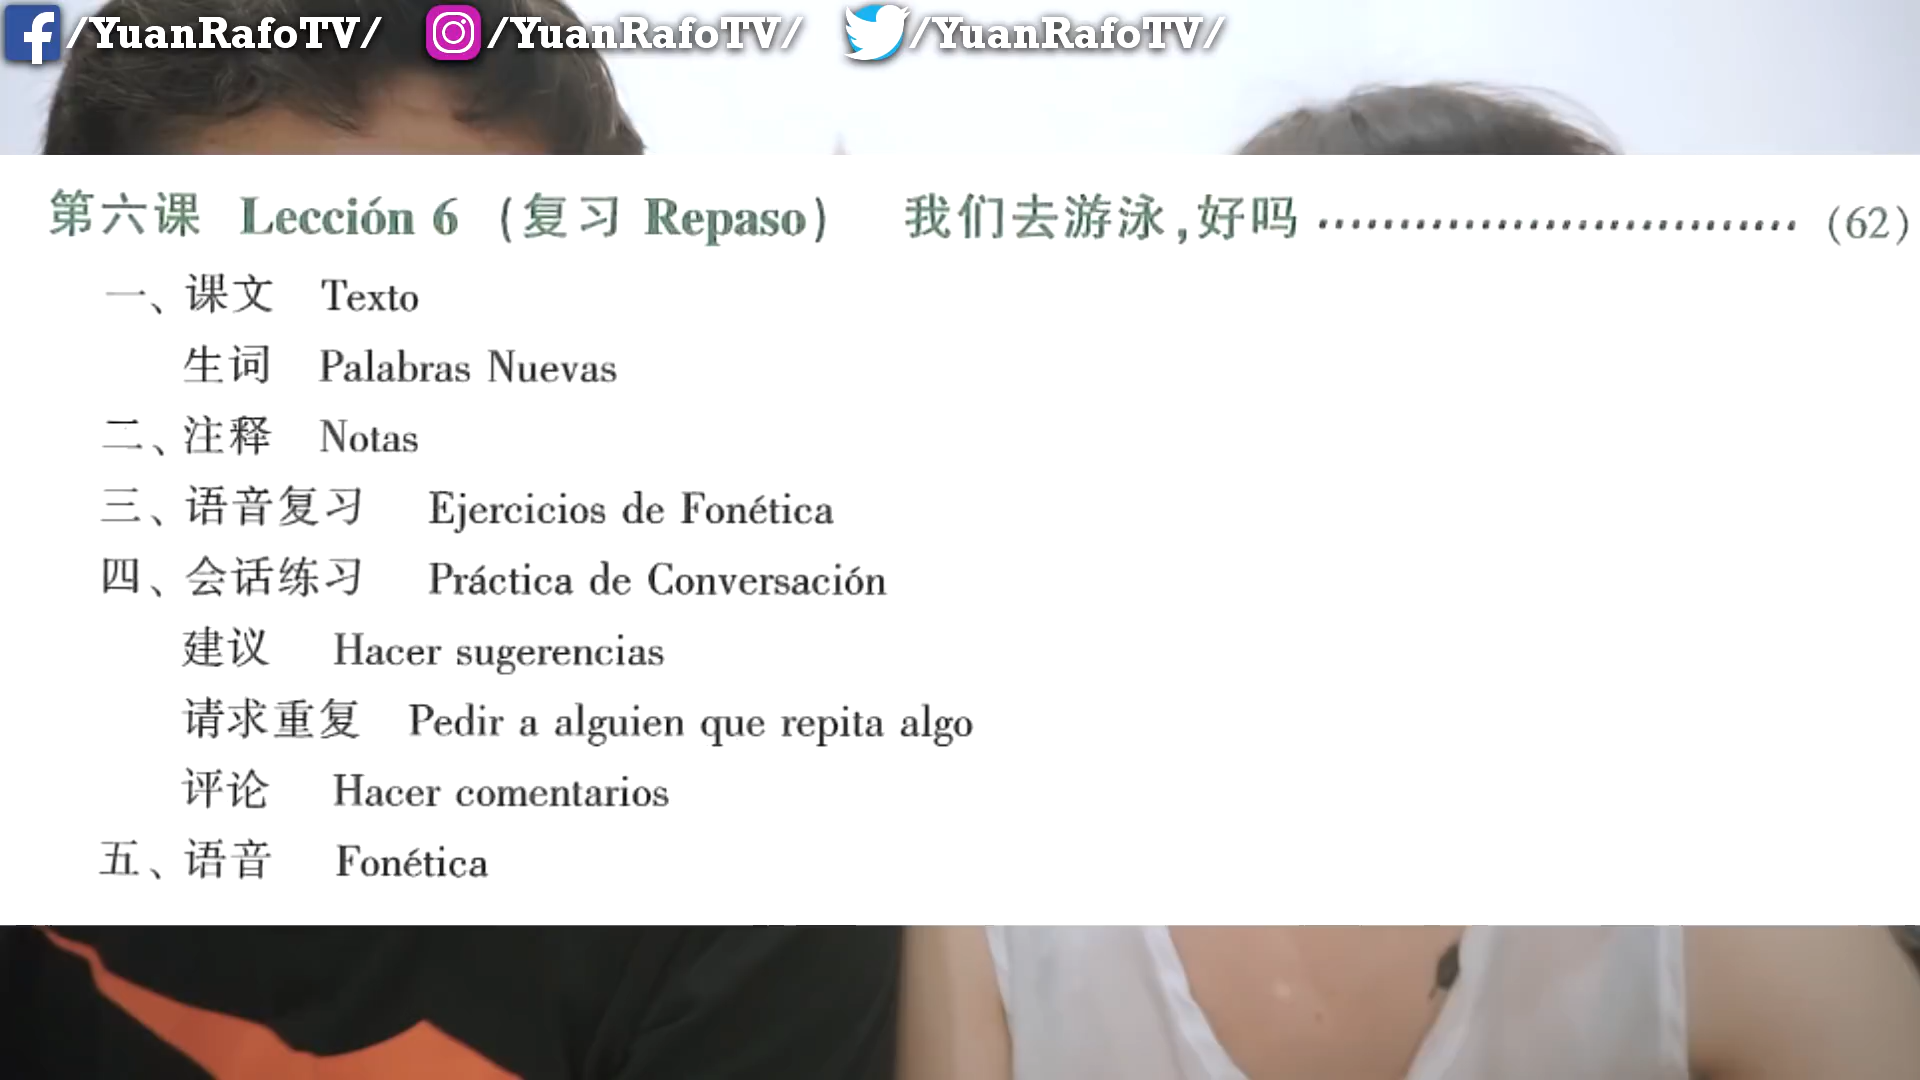 /YuanRafoTV/ /YuanRafoTV/ /YuanRafoTV/
第六课 Lección 6 (复习 Repaso) 我们去游泳,好吗 ······························ (62)
一、课文 Texto
生词 Palabras Nuevas
二、注释 Notas
三、语音复习 Ejercicios de Fonética
四、会话练习 Práctica de Conversación
建议 Hacer sugerencias
请求重复 Pedir a alguien que repita algo
评论 Hacer comentarios
五、语音 Fonética